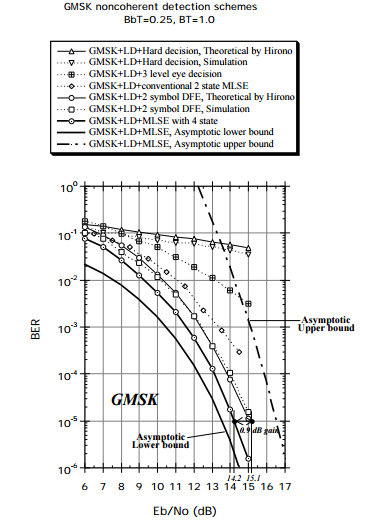 GMSK noncoherent detection schemes
BbT=0.25, BT=1.0
GMSK+LD+Hard decision, Theoretical by Hirono
GMSK+LD+Hard decision, Simulation
GMSK+LD+3 level eye decision
GMSK+LD+conventional 2 state MLSE
GMSK+LD+2 symbol DFE, Theoretical by Hirono
GMSK+LD+2 symbol DFE, Simulation
GMSK+LD+MLSE with 4 state
GMSK+LD+MLSE, Asymptotic lower bound
GMSK+LD+MLSE, Asymptotic upper bound
10⁰
10⁻¹
10⁻²
10⁻³
10⁻⁴
10⁻⁵
10⁻⁶
BER
Asymptotic
Upper bound
GMSK
0.9 dB gain
Asymptotic
Lower bound
14.2 15.1
6 7 8 9 10 11 12 13 14 15 16 17
Eb/No (dB)